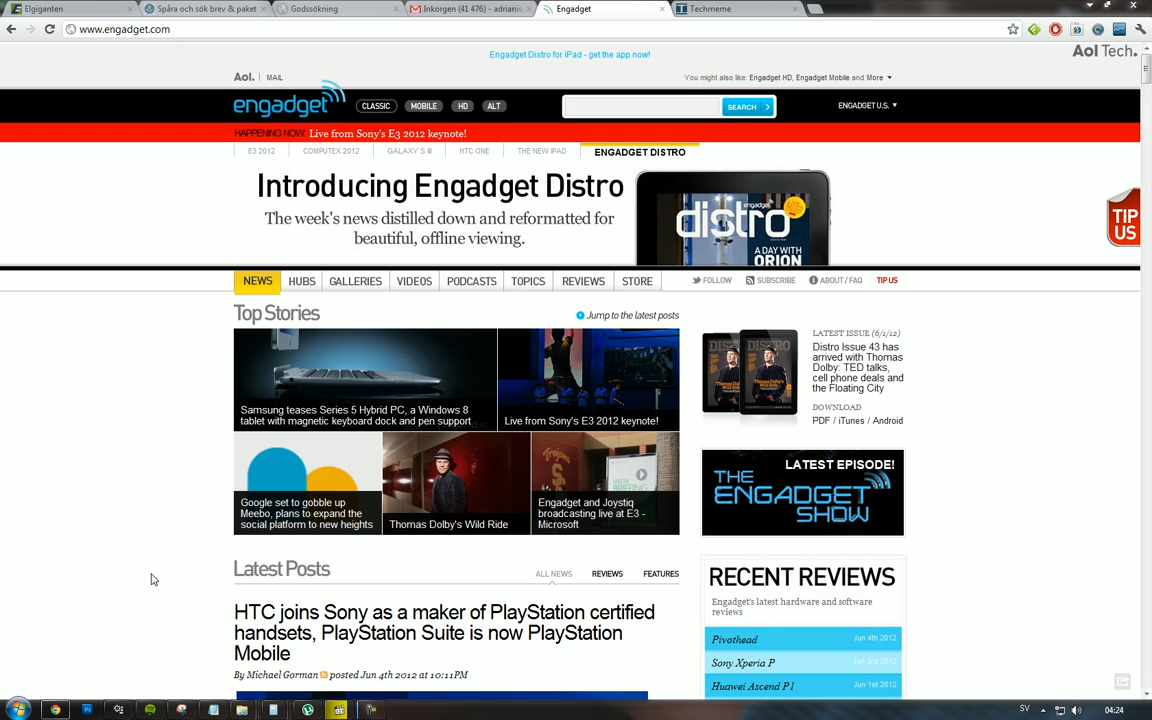 Elgiganten
Spåra och sök brev & paket
Godssökning
Inkorgen (41 476) - adrianis
Engadget
Techmeme
www.engadget.com
Engadget Distro for iPad - get the app now!
Aol Tech.
Aol. MAIL
You might also like: Engadget HD, Engadget Mobile and More
engadget
CLASSIC MOBILE HD ALT
SEARCH
ENGADGET U.S.
HAPPENING NOW: Live from Sony's E3 2012 keynote!
E3 2012 COMPUTEX 2012 GALAXY S III HTC ONE THE NEW IPAD ENGADGET DISTRO
Introducing Engadget Distro
The week's news distilled down and reformatted for
beautiful, offline viewing.
engadget
distro
A DAY WITH
ORION
TIP
US
NEWS HUBS GALLERIES VIDEOS PODCASTS TOPICS REVIEWS STORE
FOLLOW SUBSCRIBE ABOUT / FAQ TIP US
Top Stories
Jump to the latest posts
Samsung teases Series 5 Hybrid PC, a Windows 8
tablet with magnetic keyboard dock and pen support
Live from Sony's E3 2012 keynote!
Google set to gobble up
Meebo, plans to expand the
social platform to new heights
Thomas Dolby's Wild Ride
Engadget and Joystiq
broadcasting live at E3 -
Microsoft
DISTRO
LATEST ISSUE (6/1/12)
Distro Issue 43 has
arrived with Thomas
Dolby: TED talks,
cell phone deals and
the Floating City
DOWNLOAD
PDF / iTunes / Android
LATEST EPISODE!
THE
ENGADGET
SHOW
Latest Posts
ALL NEWS REVIEWS FEATURES
HTC joins Sony as a maker of PlayStation certified
handsets, PlayStation Suite is now PlayStation
Mobile
By Michael Gorman posted Jun 4th 2012 at 10:11PM
RECENT REVIEWS
Engadget's latest hardware and software
reviews
Pivothead Jun 4th 2012
Sony Xperia P Jun 3rd 2012
Huawei Ascend P1 Jun 1st 2012
SV
04:24